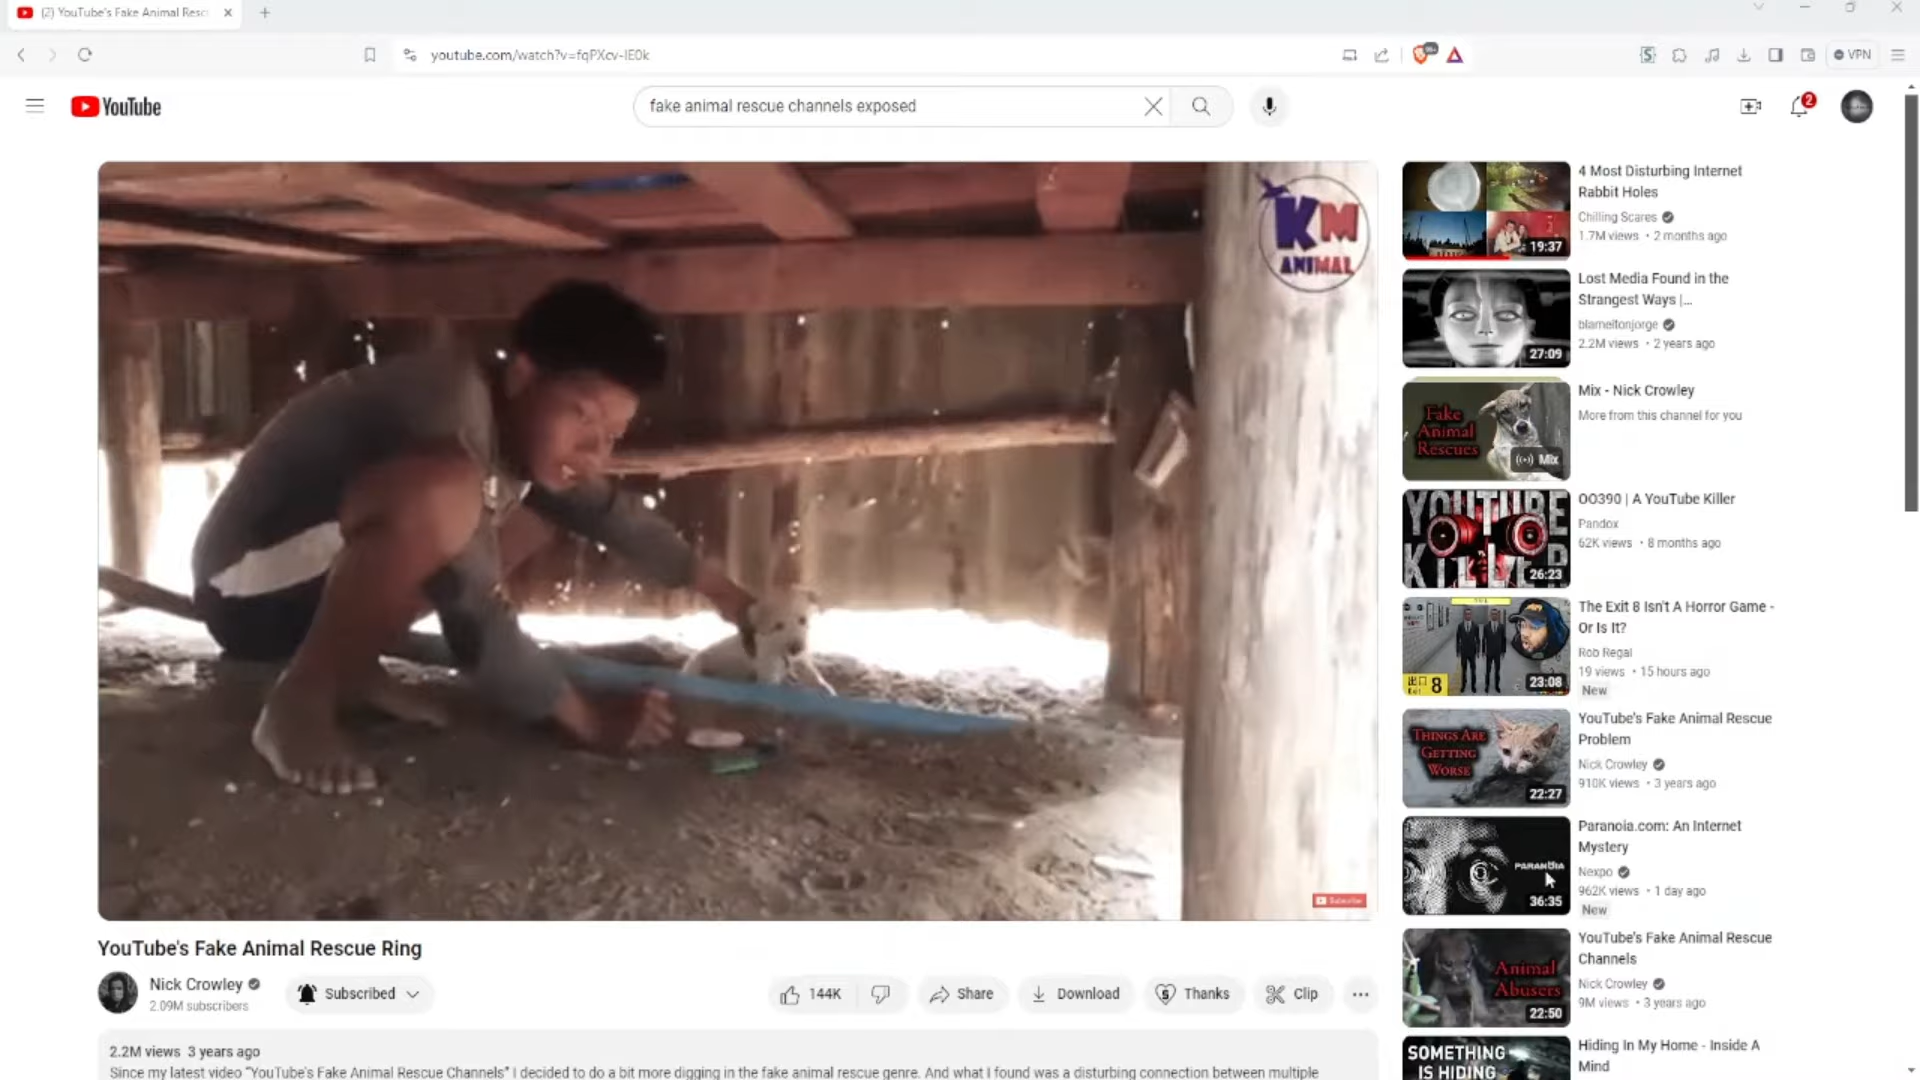 (2) YouTube's Fake Animal Resc
youtube.com/watch?v=fqPXcv-IE0k
VPN
YouTube
fake animal rescue channels exposed
2
KM
ANIMAL
Subscribe
YouTube's Fake Animal Rescue Ring
Nick Crowley
2.09M subscribers
Subscribed
144K
Share
Download
Thanks
Clip
2.2M views 3 years ago
Since my latest video "YouTube's Fake Animal Rescue Channels" I decided to do a bit more digging in the fake animal rescue genre. And what I found was a disturbing connection between multiple
19:37
4 Most Disturbing Internet
Rabbit Holes
Chilling Scares
1.7M views • 2 months ago
27:09
Lost Media Found in the
Strangest Ways |...
blameitonjorge
2.2M views • 2 years ago
Fake
Animal
Rescues
Mix
Mix - Nick Crowley
More from this channel for you
YOUTUBE
KILLER
26:23
OO390 | A YouTube Killer
Pandox
62K views • 8 months ago
出口
8
23:08
The Exit 8 Isn't A Horror Game -
Or Is It?
Rob Regal
19 views • 15 hours ago
New
THINGS ARE
GETTING
WORSE
22:27
YouTube's Fake Animal Rescue
Problem
Nick Crowley
910K views • 3 years ago
PARANOIA
36:35
Paranoia.com: An Internet
Mystery
Nexpo
962K views • 1 day ago
New
Animal
Abusers
22:50
YouTube's Fake Animal Rescue
Channels
Nick Crowley
9M views • 3 years ago
SOMETHING
IS HIDING
Hiding In My Home - Inside A
Mind